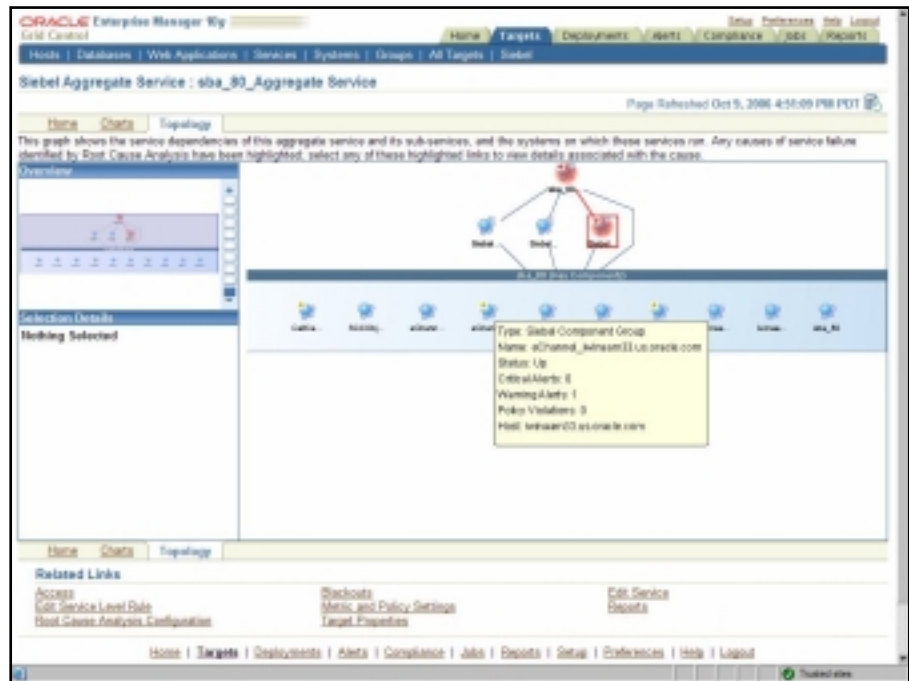 ORACLE Enterprise Manager 10g
Grid Control
Setup Preferences Help Logout
Home Targets Deployments Alerts Compliance Jobs Reports
Hosts | Databases | Web Applications | Services | Systems | Groups | All Targets | Siebel
Siebel Aggregate Service : sba_80_Aggregate Service
Page Refreshed Oct 9, 2006 4:51:09 PM PDT
Home Charts Topology
This graph shows the service dependencies of this aggregate service and its sub-services, and the systems on which these services run. Any causes of service failure
identified by Root Cause Analysis have been highlighted; select any of these highlighted links to view details associated with the cause.
Overview
sba_80
Siebel... Siebel... Siebel...
Selection Details
Nothing Selected
sba_80
Type: Siebel Component Group
Name:
Status: Up
Critical Alerts: 0
Warning Alerts: 1
Policy Violations: 0
Host:
Home Charts Topology
Related Links
Access Blackouts Edit Service
Edit Service Level Rule Metric and Policy Settings Reports
Root Cause Analysis Configuration Target Properties
Home | Targets | Deployments | Alerts | Compliance | Jobs | Reports | Setup | Preferences | Help | Logout
Trusted sites